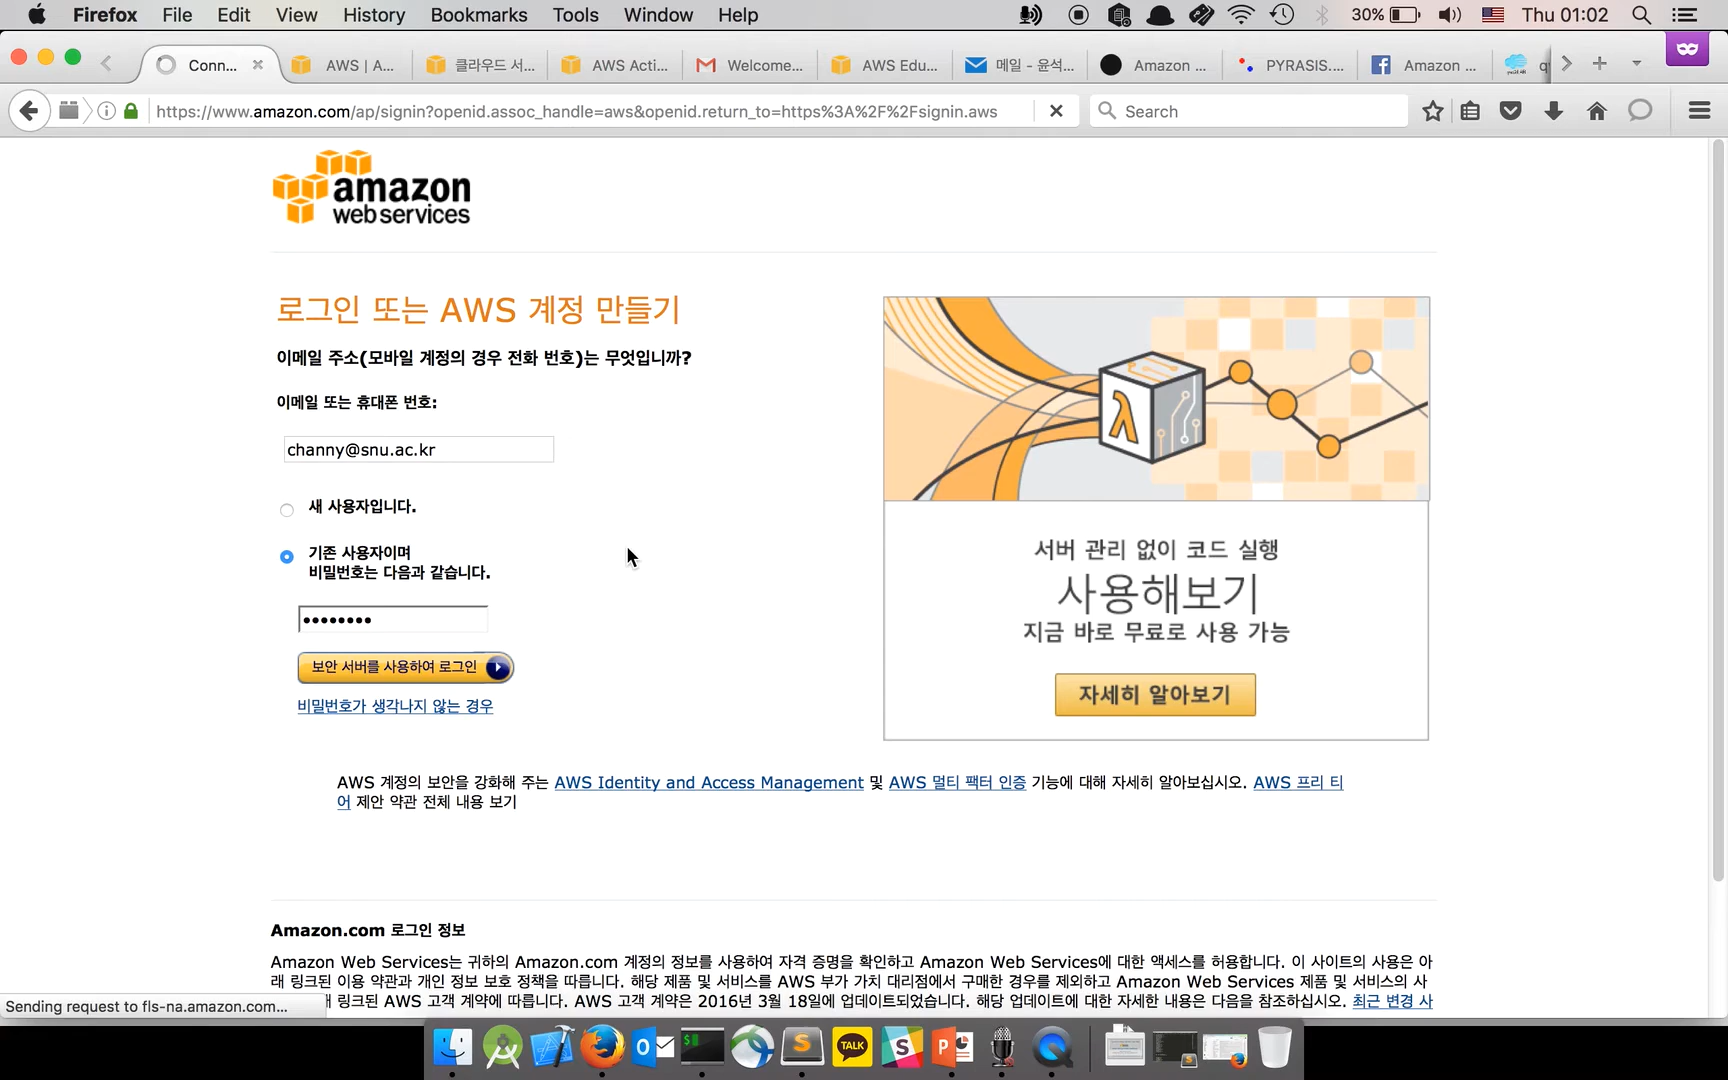 Firefox File Edit View History Bookmarks Tools Window Help 30% Thu 01:02
Conn... AWS | A... 클라우드 서... AWS Acti... Welcome... AWS Edu... 메일 - 윤석... Amazon ... PYRASIS.... Amazon ...
https://www.amazon.com/ap/signin?openid.assoc_handle=aws&openid.return_to=https%3A%2F%2Fsignin.aws Search
amazon
web services
로그인 또는 AWS 계정 만들기
이메일 주소(모바일 계정의 경우 전화 번호)는 무엇입니까?
이메일 또는 휴대폰 번호:
channy@snu.ac.kr
새 사용자입니다.
기존 사용자이며
비밀번호는 다음과 같습니다.
보안 서버를 사용하여 로그인
비밀번호가 생각나지 않는 경우
λ
서버 관리 없이 코드 실행
사용해보기
지금 바로 무료로 사용 가능
자세히 알아보기
AWS 계정의 보안을 강화해 주는 AWS Identity and Access Management 및 AWS 멀티 팩터 인증 기능에 대해 자세히 알아보십시오. AWS 프리 티
어 제안 약관 전체 내용 보기
Amazon.com 로그인 정보
Amazon Web Services는 귀하의 Amazon.com 계정의 정보를 사용하여 자격 증명을 확인하고 Amazon Web Services에 대한 액세스를 허용합니다. 이 사이트의 사용은 아
래 링크된 이용 약관과 개인 정보 보호 정책을 따릅니다. 해당 제품 및 서비스를 AWS 부가 가치 대리점에서 구매한 경우를 제외하고 Amazon Web Services 제품 및 서비스의 사
링크된 AWS 고객 계약에 따릅니다. AWS 고객 계약은 2016년 3월 18일에 업데이트되었습니다. 해당 업데이트에 대한 자세한 내용은 다음을 참조하십시오. 최근 변경 사
Sending request to fls-na.amazon.com...
TALK